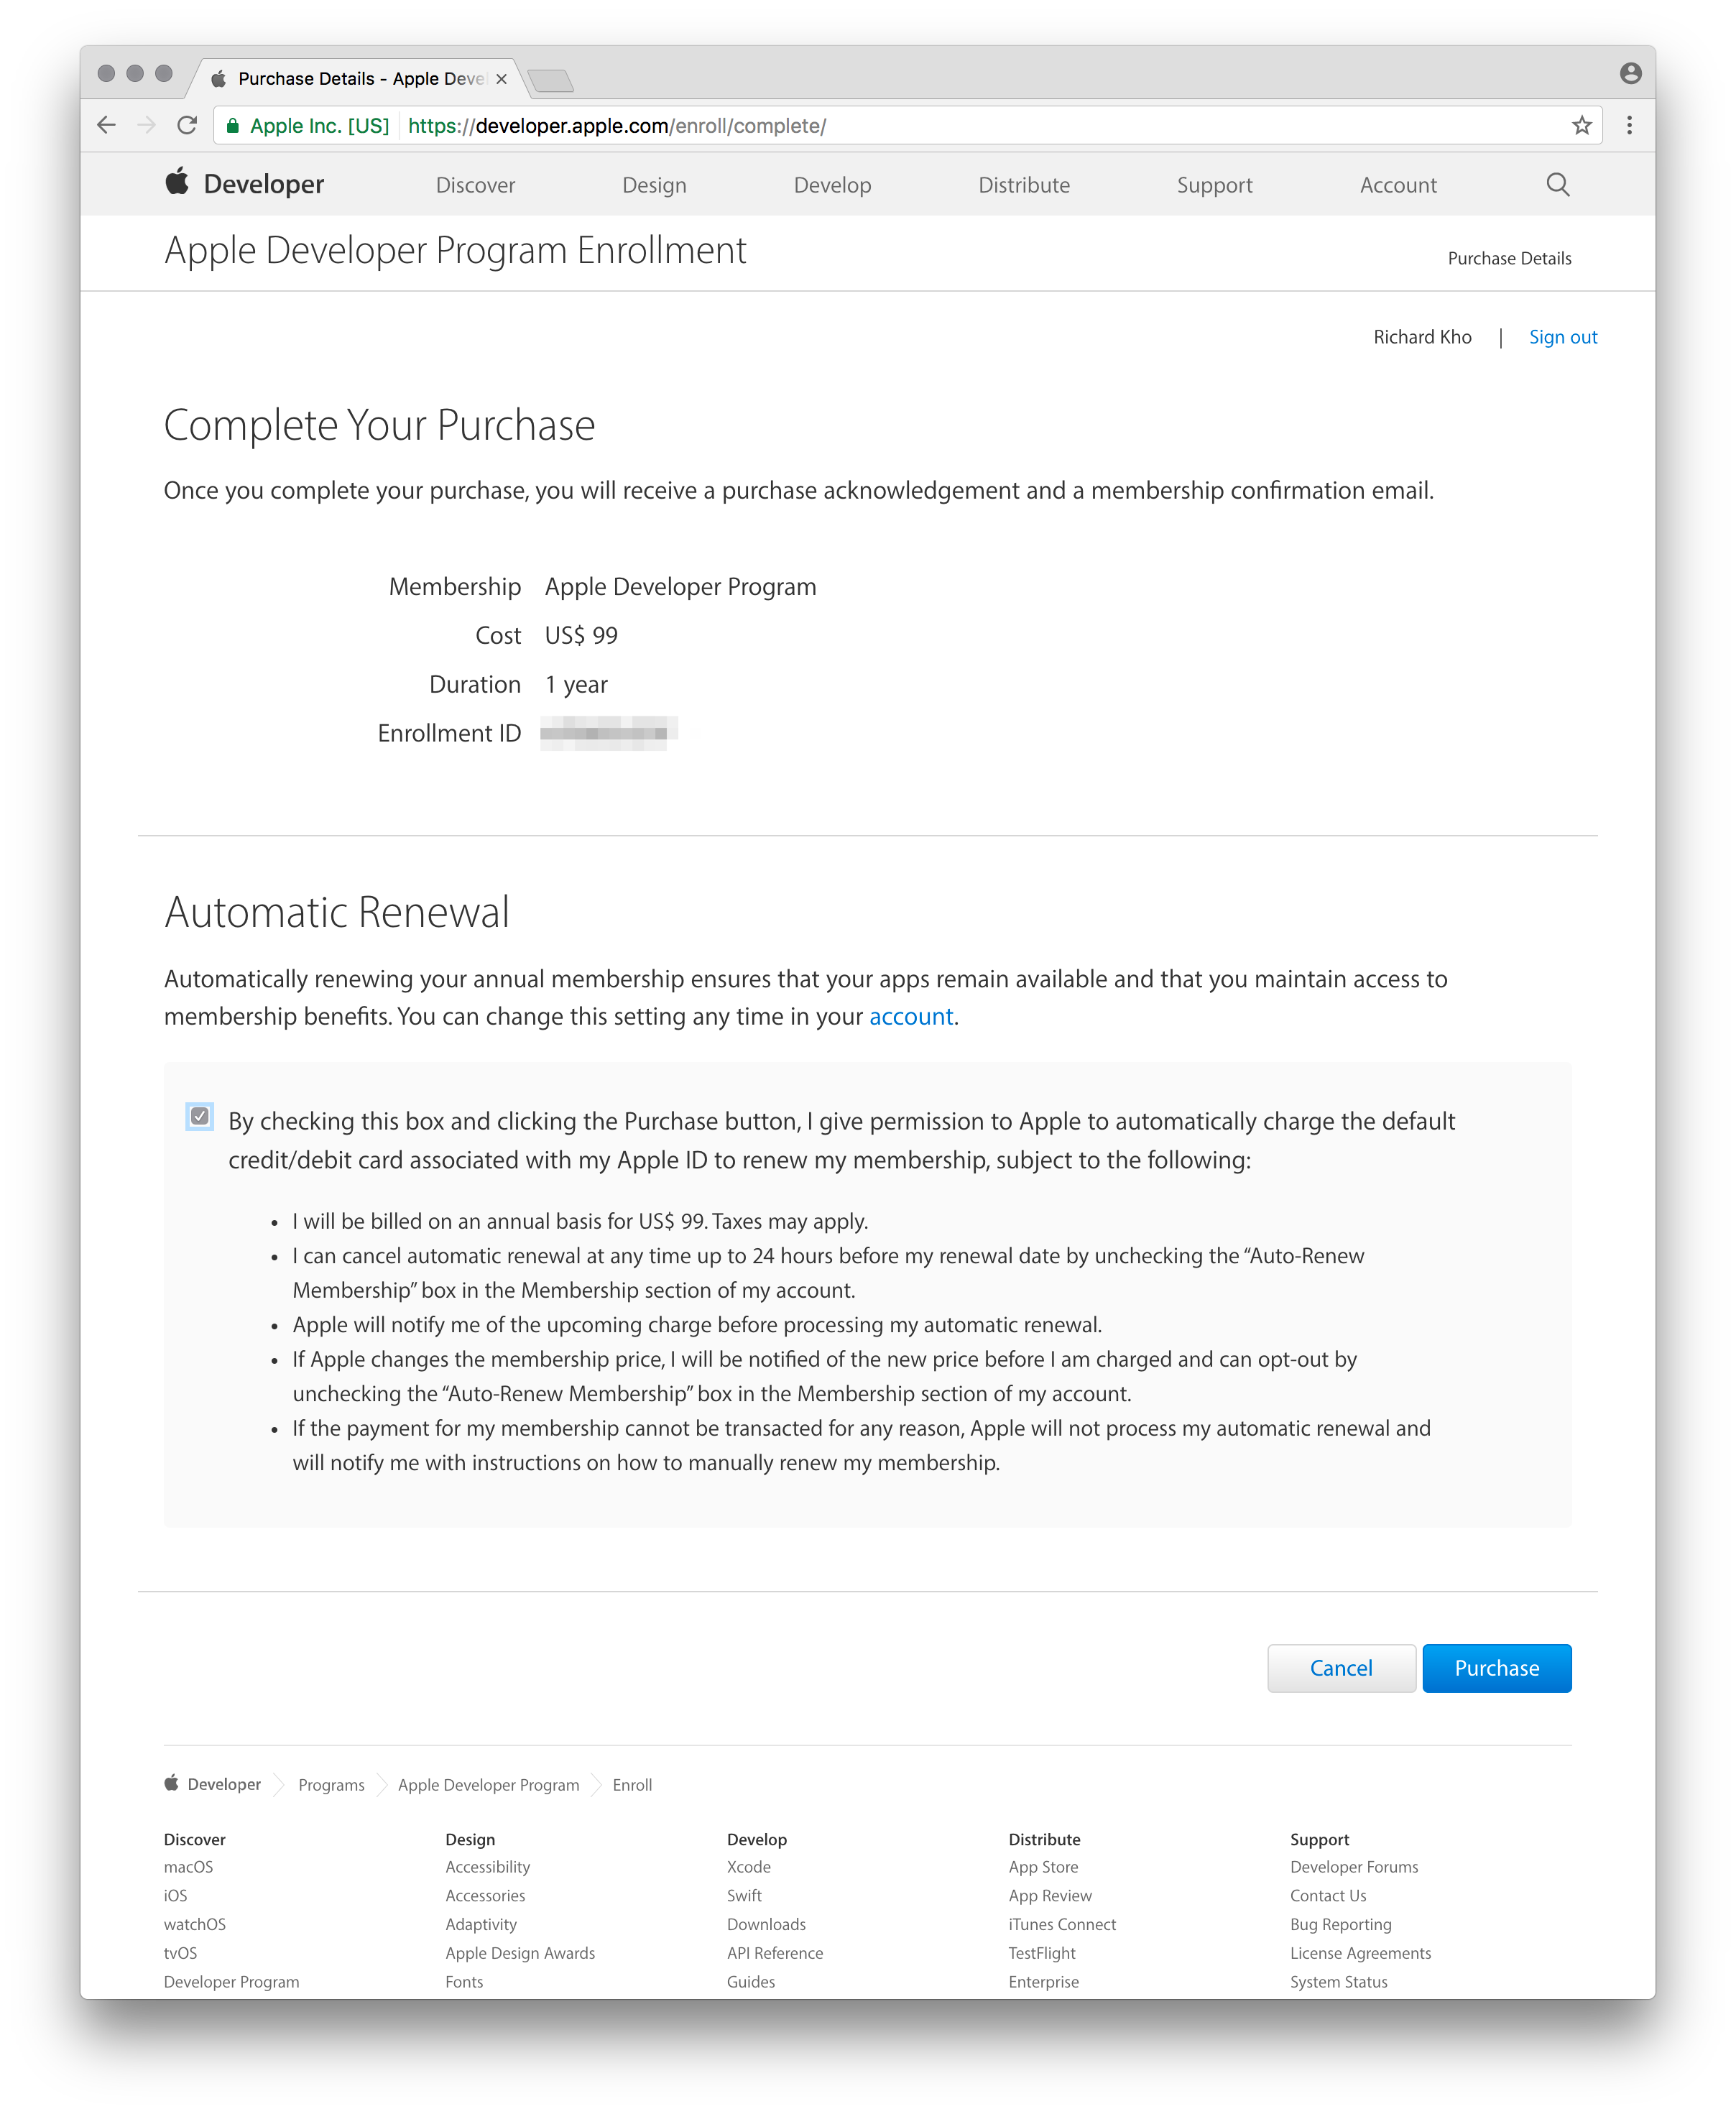 Purchase Details - Apple Deve
Apple Inc. [US] https://developer.apple.com/enroll/complete/
Developer Discover Design Develop Distribute Support Account
Apple Developer Program Enrollment
Purchase Details
Richard Kho | Sign out
Complete Your Purchase
Once you complete your purchase, you will receive a purchase acknowledgement and a membership confirmation email.
Membership Apple Developer Program
Cost US$ 99
Duration 1 year
Enrollment ID
Automatic Renewal
Automatically renewing your annual membership ensures that your apps remain available and that you maintain access to
membership benefits. You can change this setting any time in your account.
By checking this box and clicking the Purchase button, I give permission to Apple to automatically charge the default
credit/debit card associated with my Apple ID to renew my membership, subject to the following:
• I will be billed on an annual basis for US$ 99. Taxes may apply.
• I can cancel automatic renewal at any time up to 24 hours before my renewal date by unchecking the “Auto-Renew
Membership” box in the Membership section of my account.
• Apple will notify me of the upcoming charge before processing my automatic renewal.
• If Apple changes the membership price, I will be notified of the new price before I am charged and can opt-out by
unchecking the “Auto-Renew Membership” box in the Membership section of my account.
• If the payment for my membership cannot be transacted for any reason, Apple will not process my automatic renewal and
will notify me with instructions on how to manually renew my membership.
Cancel Purchase
Developer Programs Apple Developer Program Enroll
Discover Design Develop Distribute Support
macOS Accessibility Xcode App Store Developer Forums
iOS Accessories Swift App Review Contact Us
watchOS Adaptivity Downloads iTunes Connect Bug Reporting
tvOS Apple Design Awards API Reference TestFlight License Agreements
Developer Program Fonts Guides Enterprise System Status